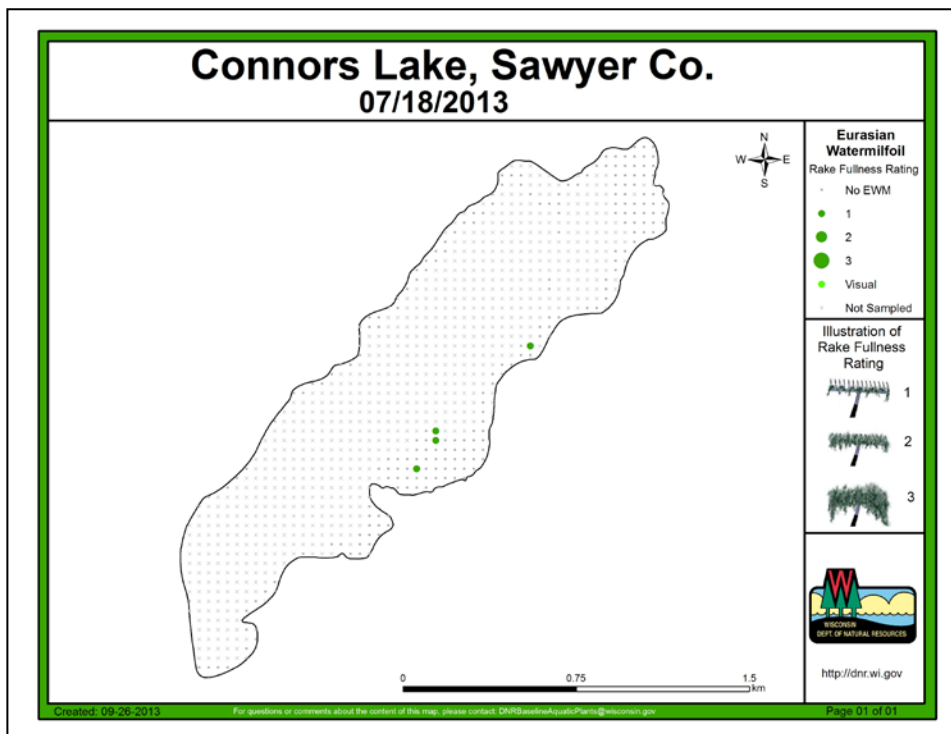 Connors Lake, Sawyer Co.
07/18/2013
N
W E
S
Eurasian
Watermilfoil
Rake Fullness Rating
No EWM
1
2
3
Visual
Not Sampled
Illustration of
Rake Fullness
Rating
1
2
3
W
WISCONSIN
DEPT. OF NATURAL RESOURCES
http://dnr.wi.gov
0 0.75 1.5
km
Created: 09-26-2013
For questions or comments about the content of this map, please contact: DNRBaselineAquaticPlants@wisconsin.gov
Page 01 of 01